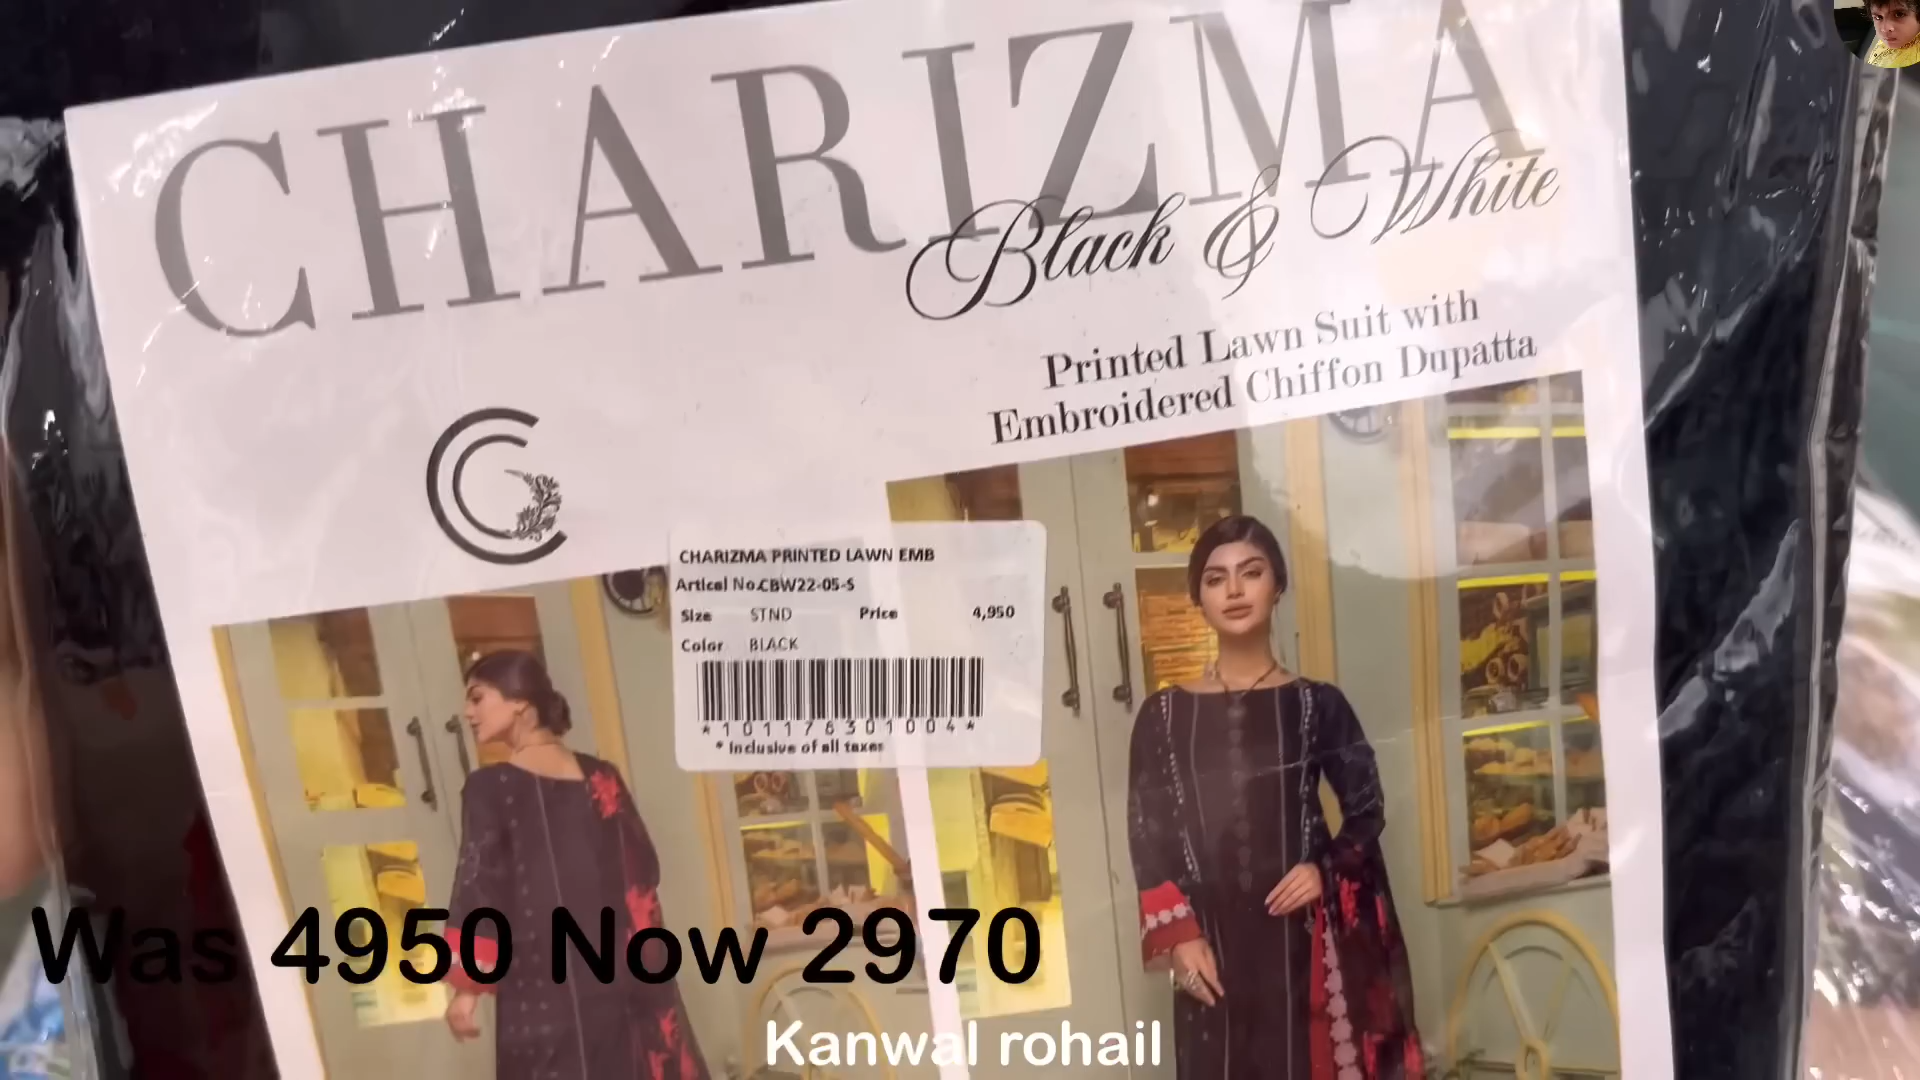 CHARIZMA
Black & White
Printed Lawn Suit with
Embroidered Chiffon Dupatta
CHARIZMA PRINTED LAWN EMB
Artical No.CBW22-05-S
Size STND Price 4,950
Color BLACK
*101176301004*
* Inclusive of all taxes
Was 4950 Now 2970
Kanwal rohail